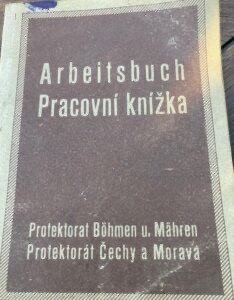 Arbeitsbuch
Pracovní knížka
Protektorat Böhmen u. Mähren
Protektorát Čechy a Morava